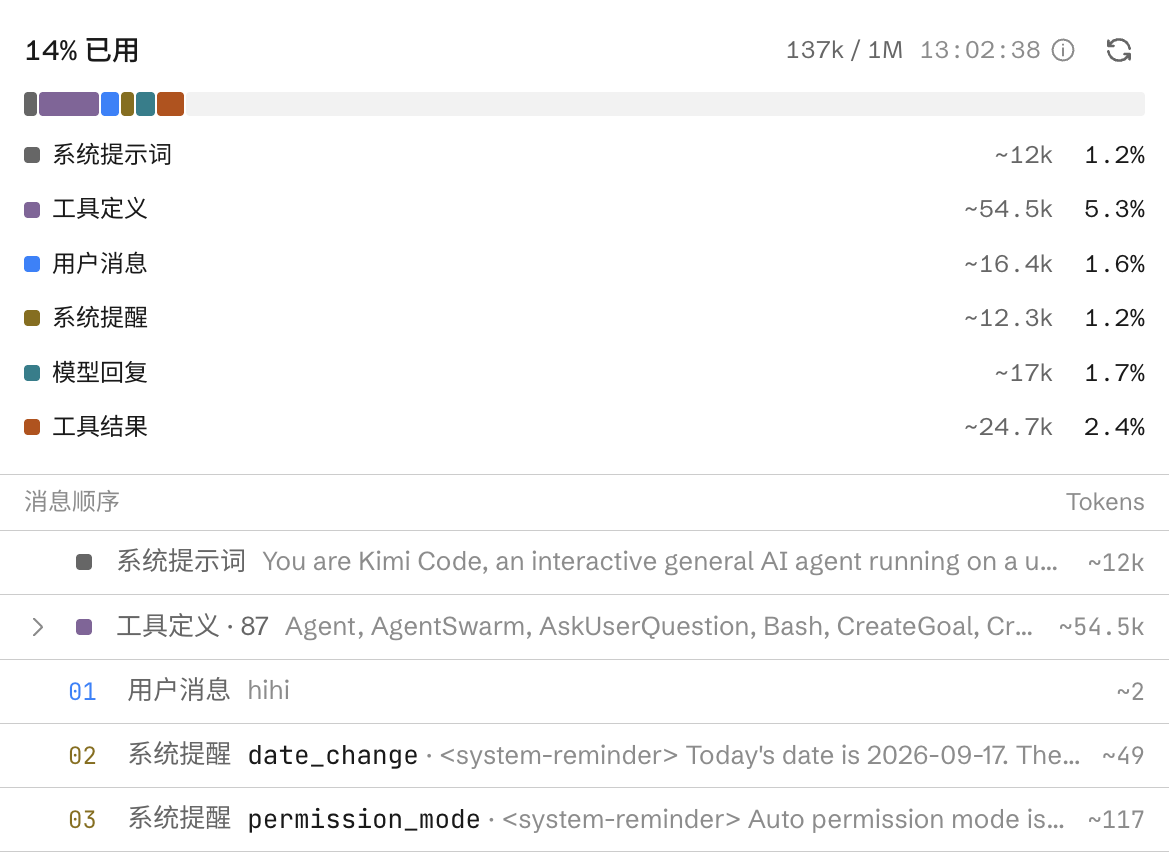 14% 已用 137k / 1M 13:02:38
系统提示词 ~12k 1.2%
工具定义 ~54.5k 5.3%
用户消息 ~16.4k 1.6%
系统提醒 ~12.3k 1.2%
模型回复 ~17k 1.7%
工具结果 ~24.7k 2.4%
消息顺序 Tokens
系统提示词 You are Kimi Code, an interactive general AI agent running on a u... ~12k
工具定义 · 87 Agent, AgentSwarm, AskUserQuestion, Bash, CreateGoal, Cr... ~54.5k
01 用户消息 hihi ~2
02 系统提醒 date_change · <system-reminder> Today's date is 2026-09-17. The... ~49
03 系统提醒 permission_mode · <system-reminder> Auto permission mode is... ~117